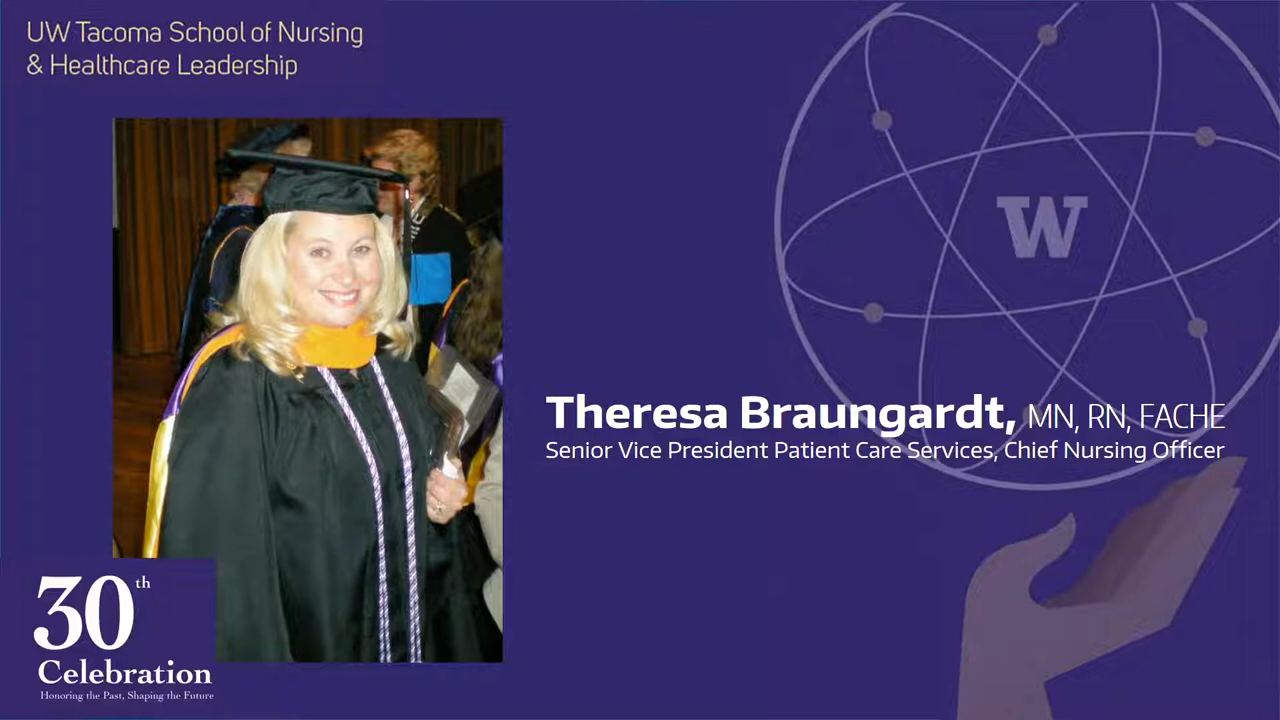 UW Tacoma School of Nursing
& Healthcare Leadership
W
Theresa Braungardt, MN, RN, FACHE
Senior Vice President Patient Care Services, Chief Nursing Officer
30th
Celebration
Honoring the Past, Shaping the Future